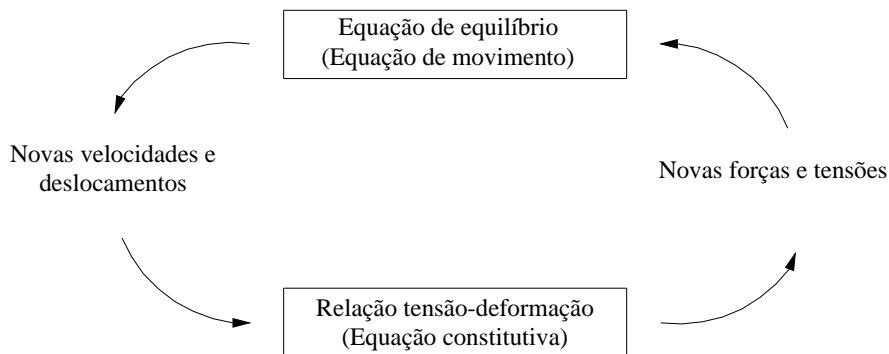 Equação de equilíbrio
(Equação de movimento)
Novas velocidades e
deslocamentos
Novas forças e tensões
Relação tensão-deformação
(Equação constitutiva)